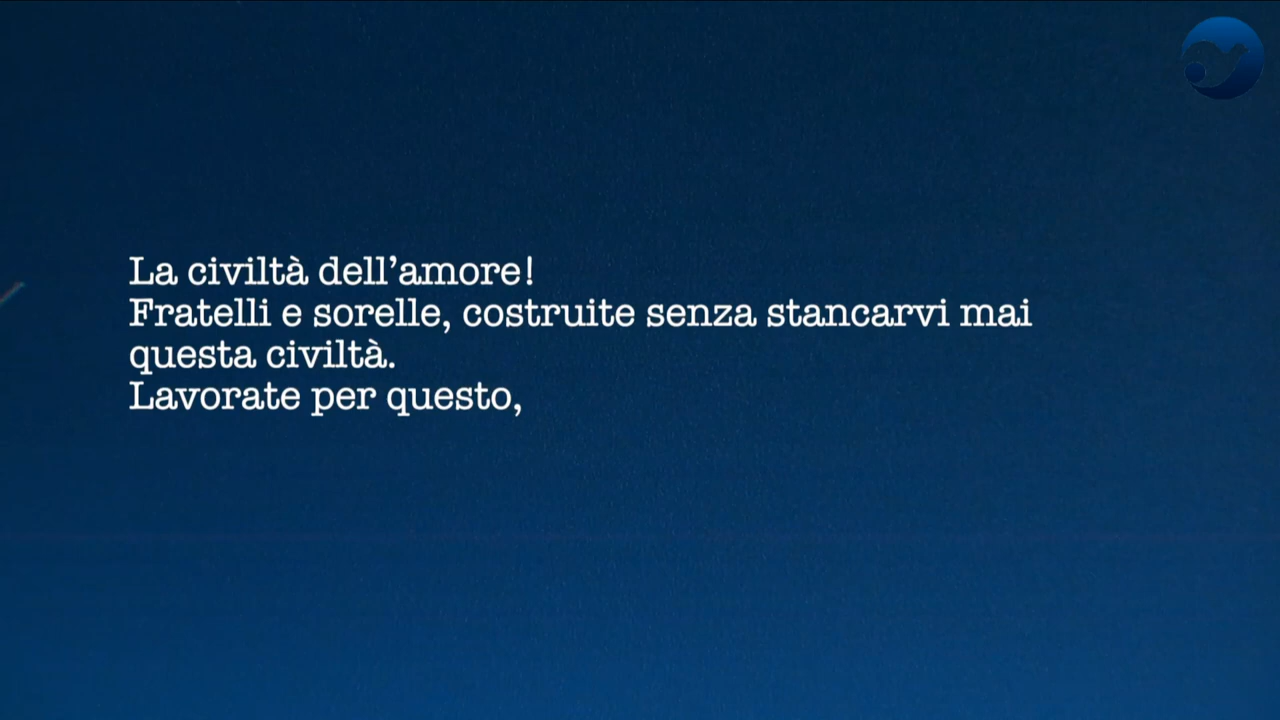 La civiltà dell’amore!
Fratelli e sorelle, costruite senza stancarvi mai
questa civiltà.
Lavorate per questo,